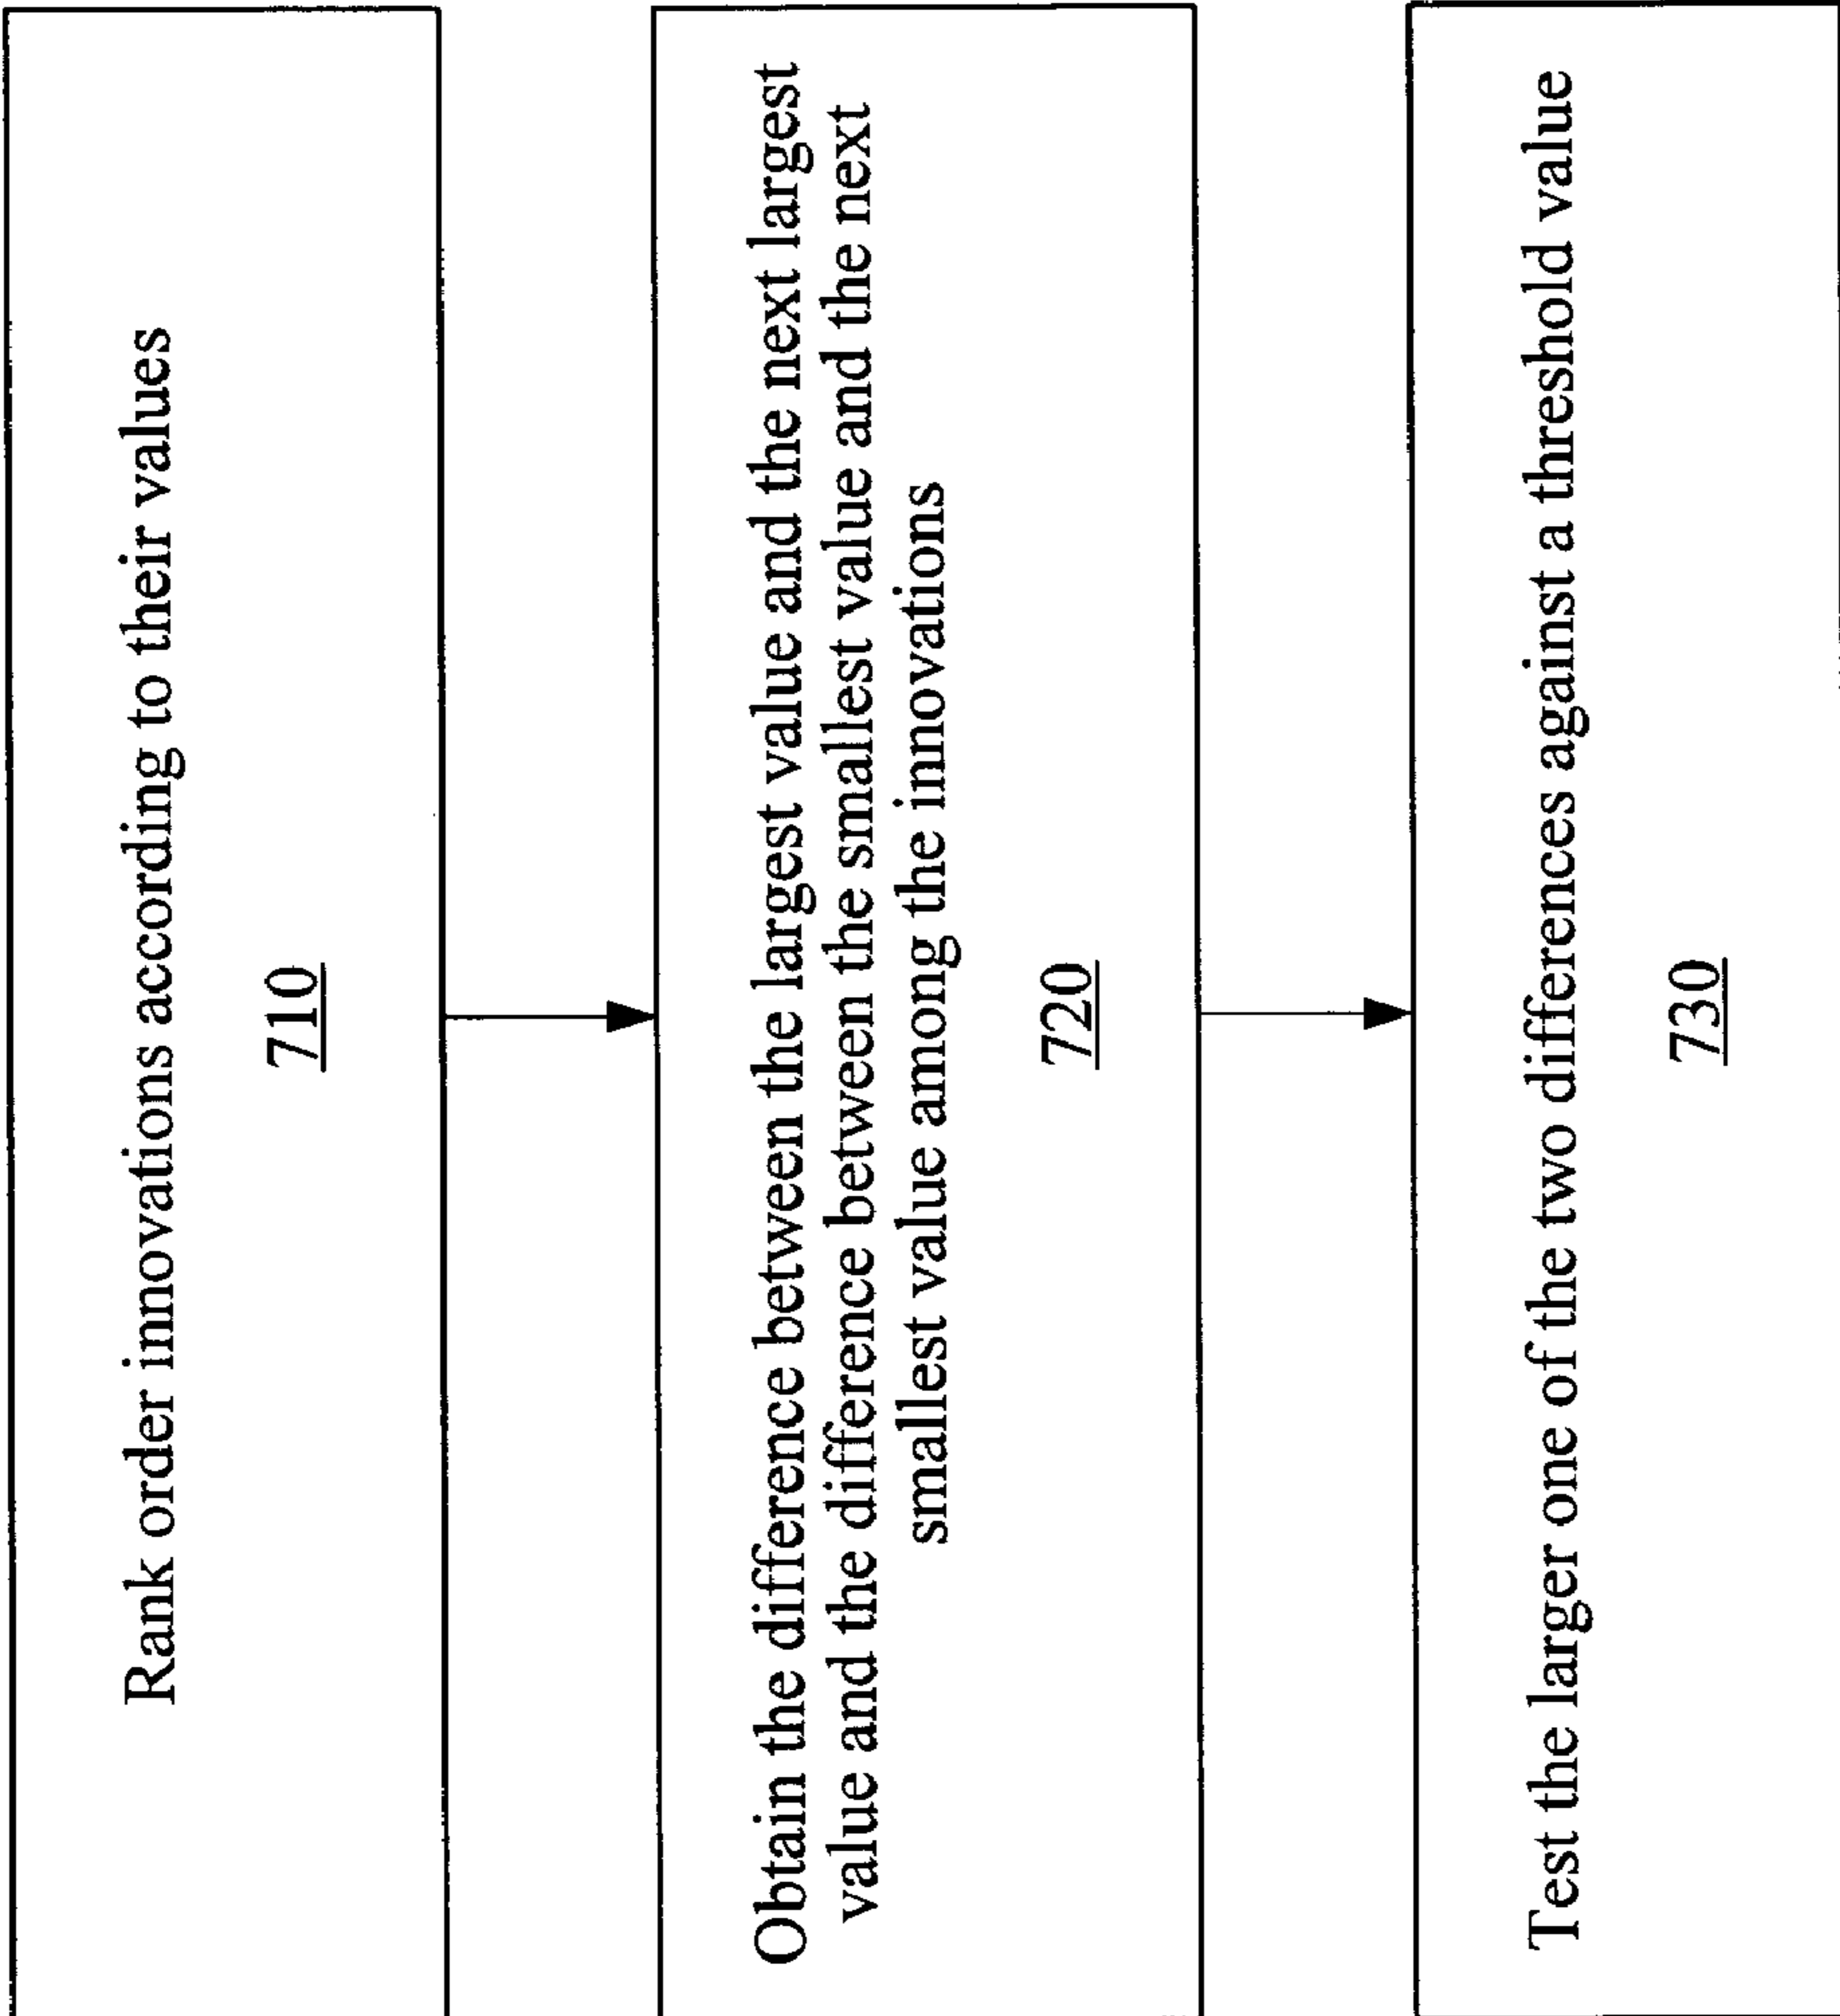 Rank order innovations according to their values
710
Obtain the difference between the largest value and the next largest
value and the difference between the smallest value and the next
smallest value among the innovations
720
Test the larger one of the two differences against a threshold value
730